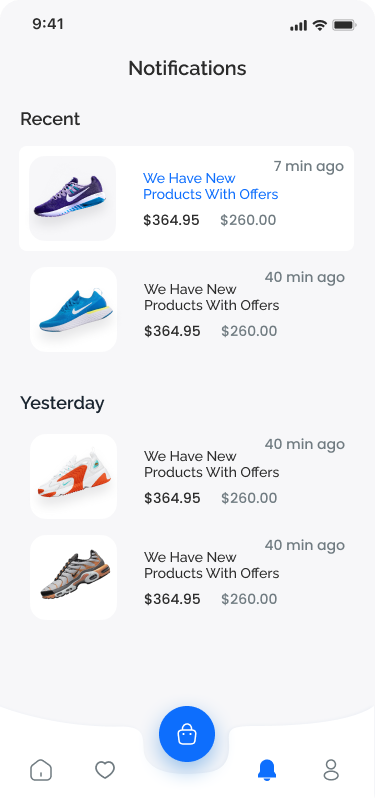 9:41
Notifications
Recent
7 min ago
We Have New
Products With Offers
$364.95 $260.00
40 min ago
We Have New
Products With Offers
$364.95 $260.00
Yesterday
40 min ago
We Have New
Products With Offers
$364.95 $260.00
40 min ago
We Have New
Products With Offers
$364.95 $260.00